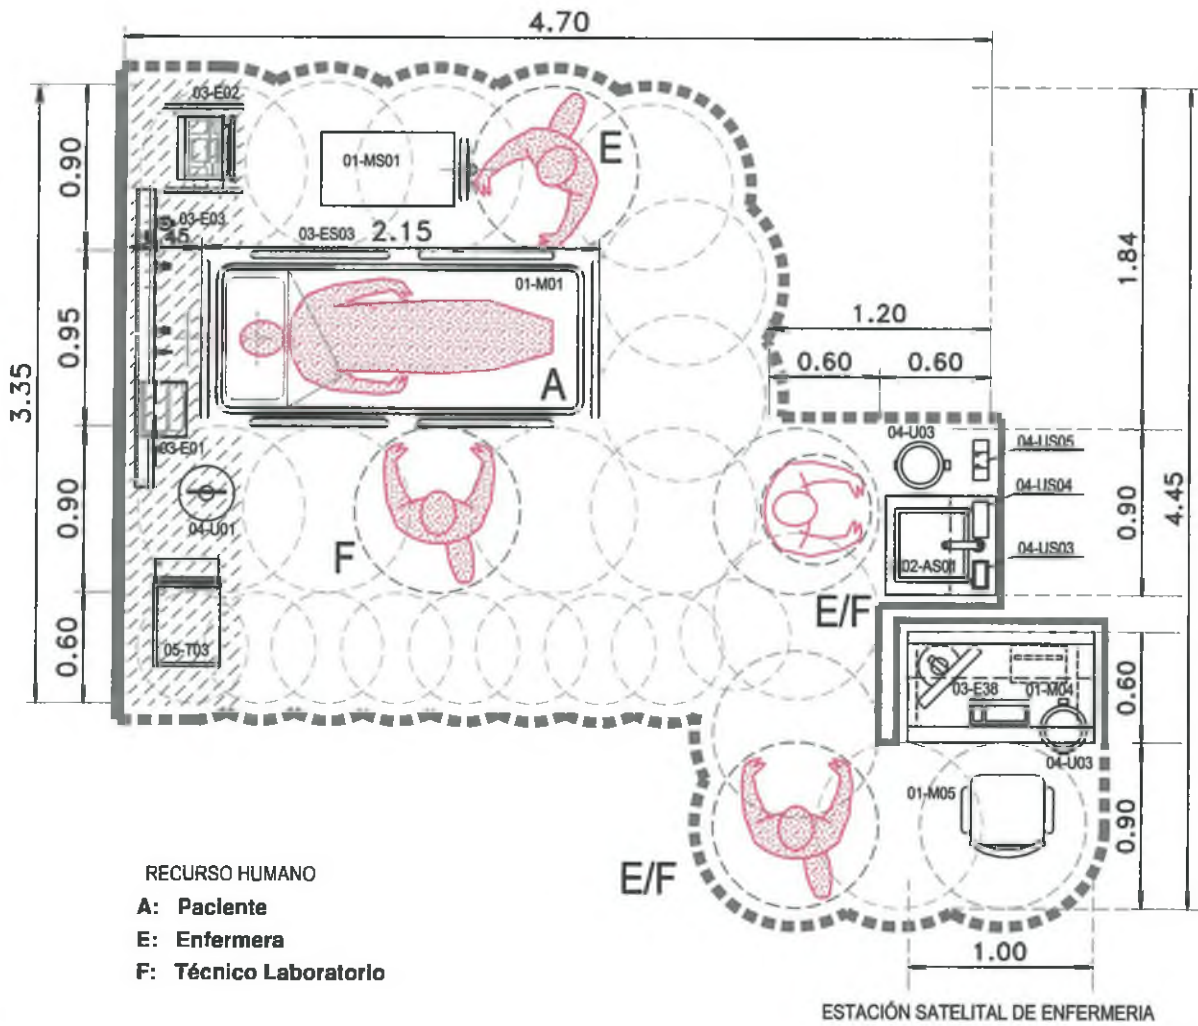 4.70
03-E02
E
01-MS01
0.90
03-E03
.45
03-ES03
2.15
01-M01
1.84
1.20
0.95
0.60
0.60
3.35
A
04-U03
04-US05
03-E01
04-US04
4.45
0.90
04-U01
0.90
F
02-AS01
04-US03
E/F
05-T03
0.60
03-E38
01-M04
0.60
04-U03
01-M05
0.90
E/F
RECURSO HUMANO
A: Paciente
E: Enfermera
F: Técnico Laboratorio
1.00
ESTACIÓN SATELITAL DE ENFERMERIA